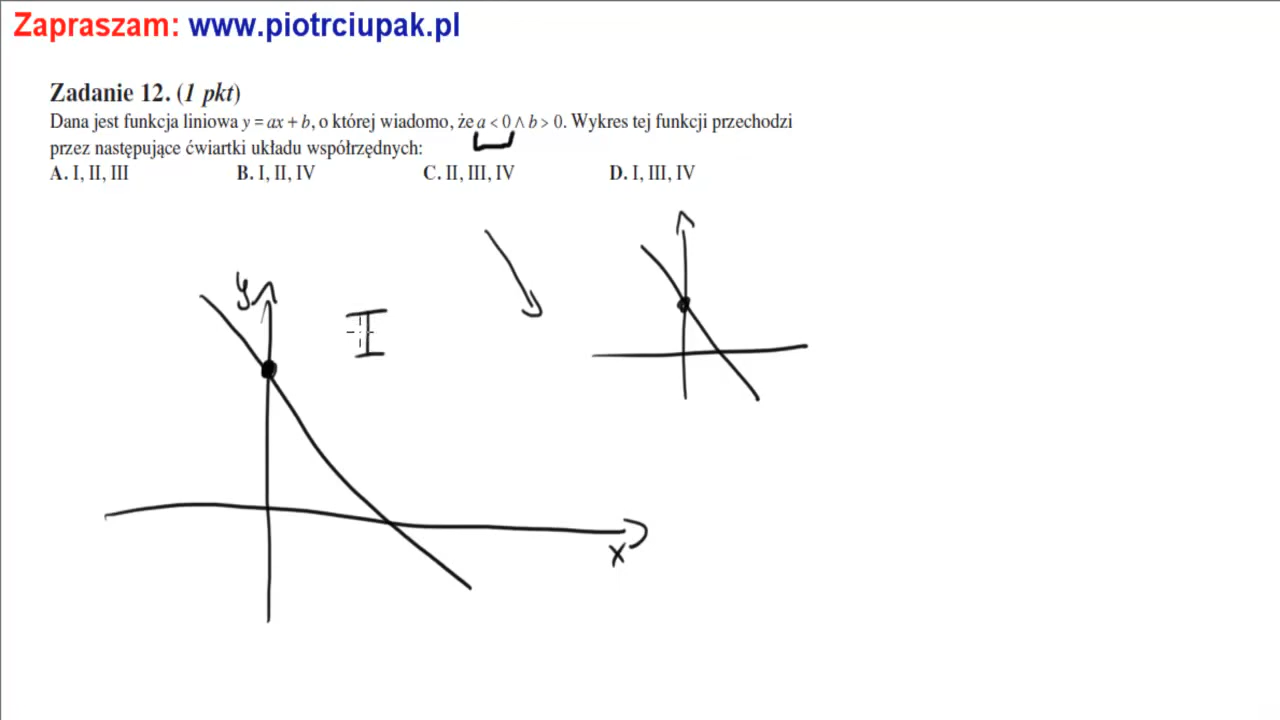 Zapraszam: www.piotrciupak.pl
Zadanie 12. (1 pkt)
Dana jest funkcja liniowa y = ax + b, o której wiadomo, że a < 0 ∧ b > 0. Wykres tej funkcji przechodzi
przez następujące ćwiartki układu współrzędnych:
A. I, II, III B. I, II, IV C. II, III, IV D. I, III, IV
y
I
x